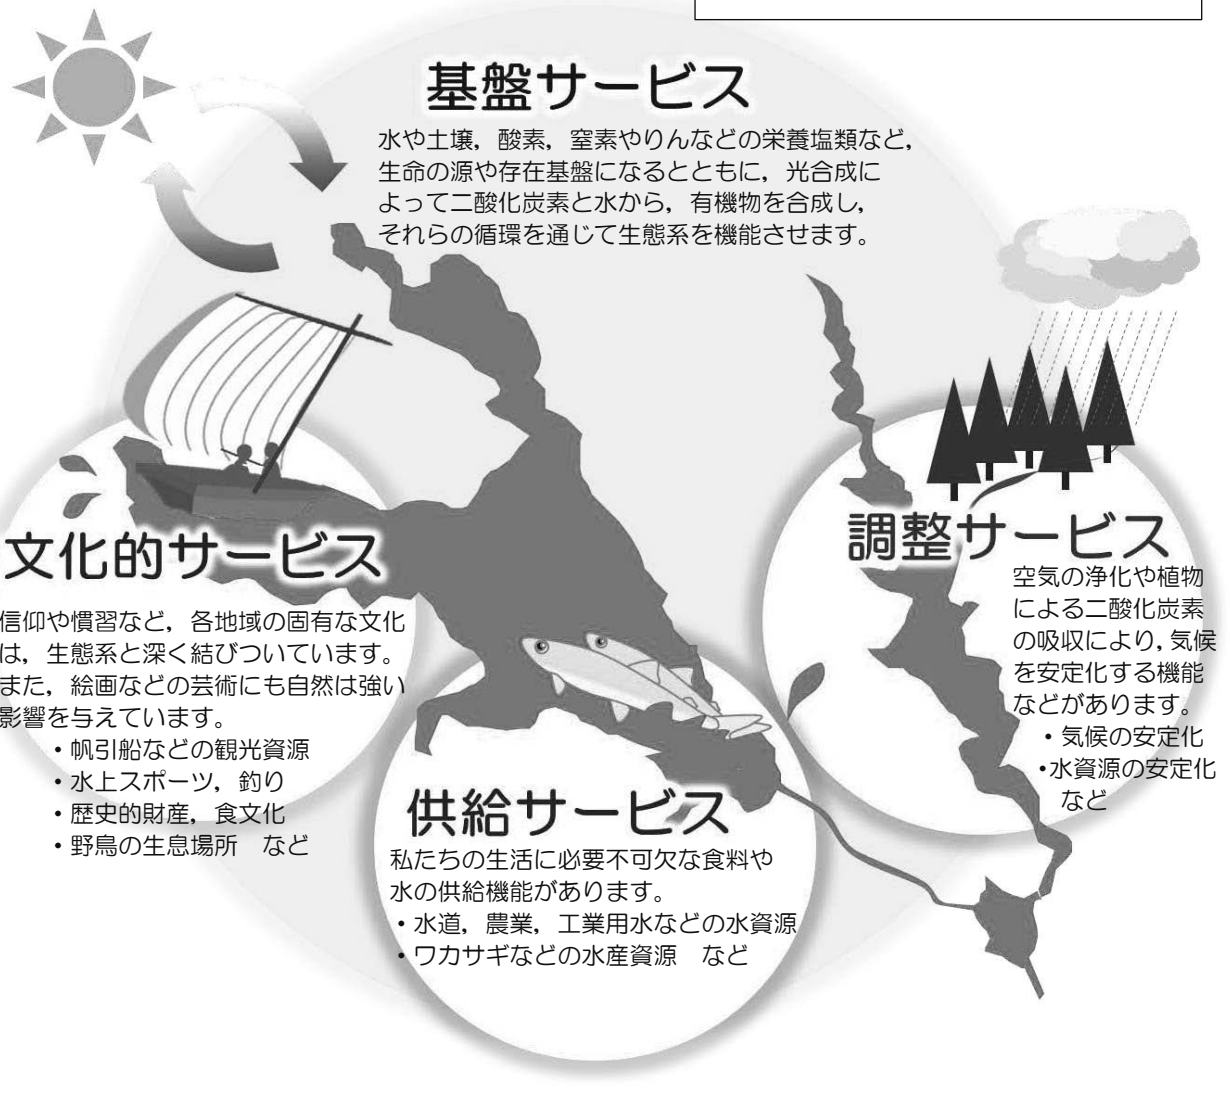 基盤サービス
水や土壌，酸素，窒素やりんなどの栄養塩類など，
生命の源や存在基盤になるとともに，光合成に
よって二酸化炭素と水から，有機物を合成し，
それらの循環を通じて生態系を機能させます。
文化的サービス
信仰や慣習など，各地域の固有な文化
は，生態系と深く結びついています。
また，絵画などの芸術にも自然は強い
影響を与えています。
・帆引船などの観光資源
・水上スポーツ，釣り
・歴史的財産，食文化
・野鳥の生息場所　など
供給サービス
私たちの生活に必要不可欠な食料や
水の供給機能があります。
・水道，農業，工業用水などの水資源
・ワカサギなどの水産資源　など
調整サービス
空気の浄化や植物
による二酸化炭素
の吸収により，気候
を安定化する機能
などがあります。
・気候の安定化
・水資源の安定化
など